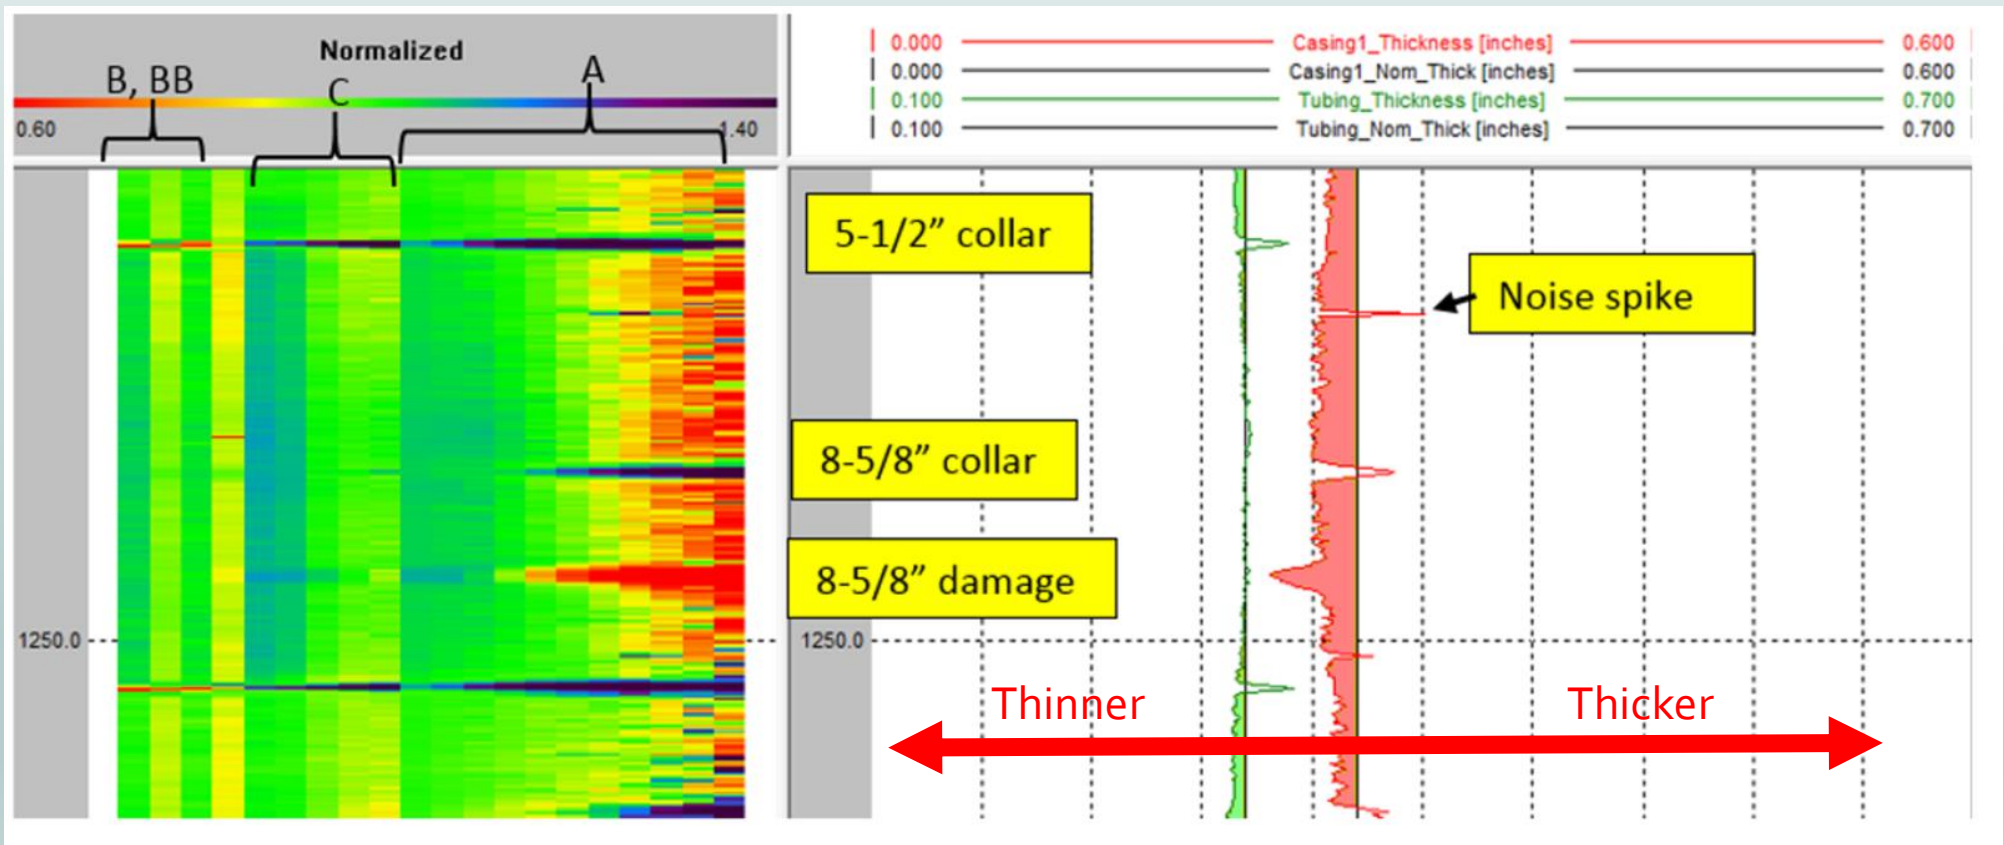 Normalized
B, BB
C
A
0.60
1.40
0.000 Casing1_Thickness [inches] 0.600
0.000 Casing1_Nom_Thick [inches] 0.600
0.100 Tubing_Thickness [inches] 0.700
0.100 Tubing_Nom_Thick [inches] 0.700
5-1/2” collar
Noise spike
8-5/8” collar
8-5/8” damage
1250.0
1250.0
Thinner
Thicker